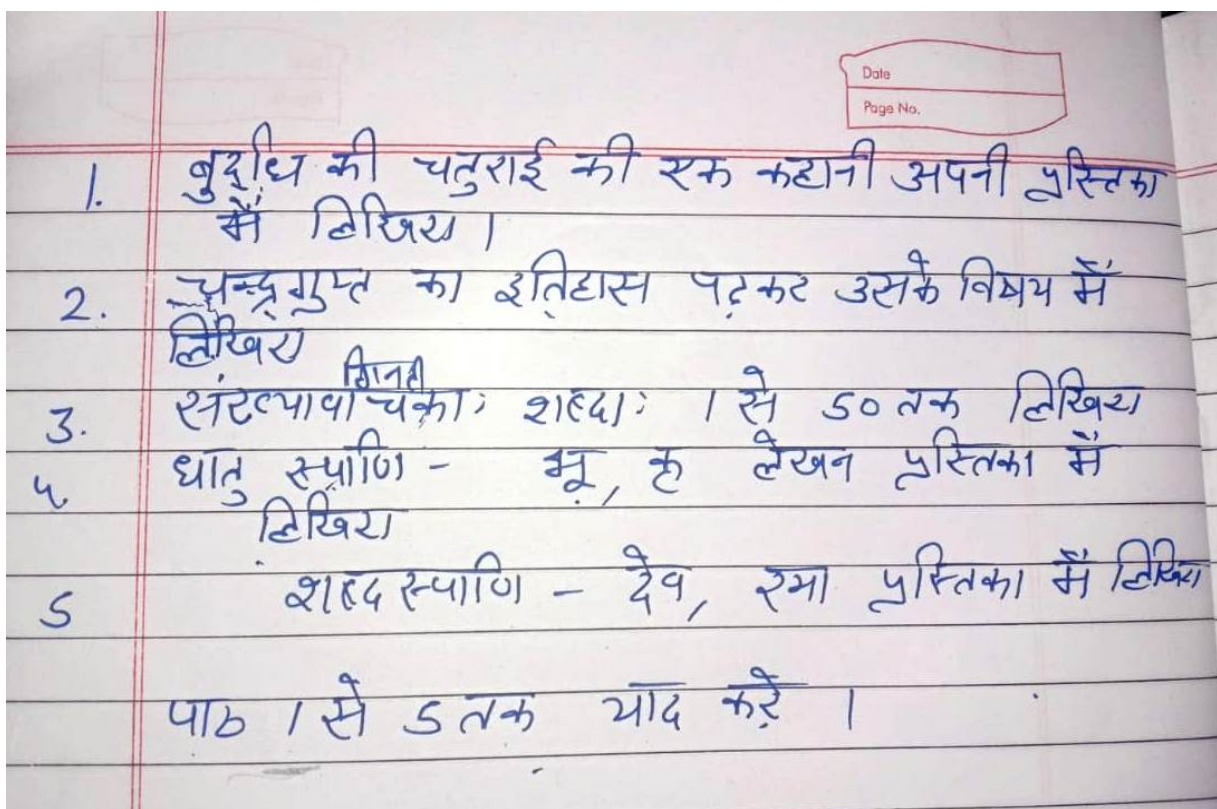 Date
Page No.
1. बुद्धि की चतुराई की एक कहानी अपनी पुस्तिका
में लिखिए।
2. चन्द्रगुप्त का इतिहास पढ़कर उसके विषय में
लिखिए
गिनती
3. संख्यावाचकाः शब्दाः 1 से 50 तक लिखिए
4. धातु रूपाणि - भू, कृ लेखन पुस्तिका में
लिखिए
5 शब्द रूपाणि - देव, रमा पुस्तिका में लिखिए
पाठ 1 से 5 तक याद करें।